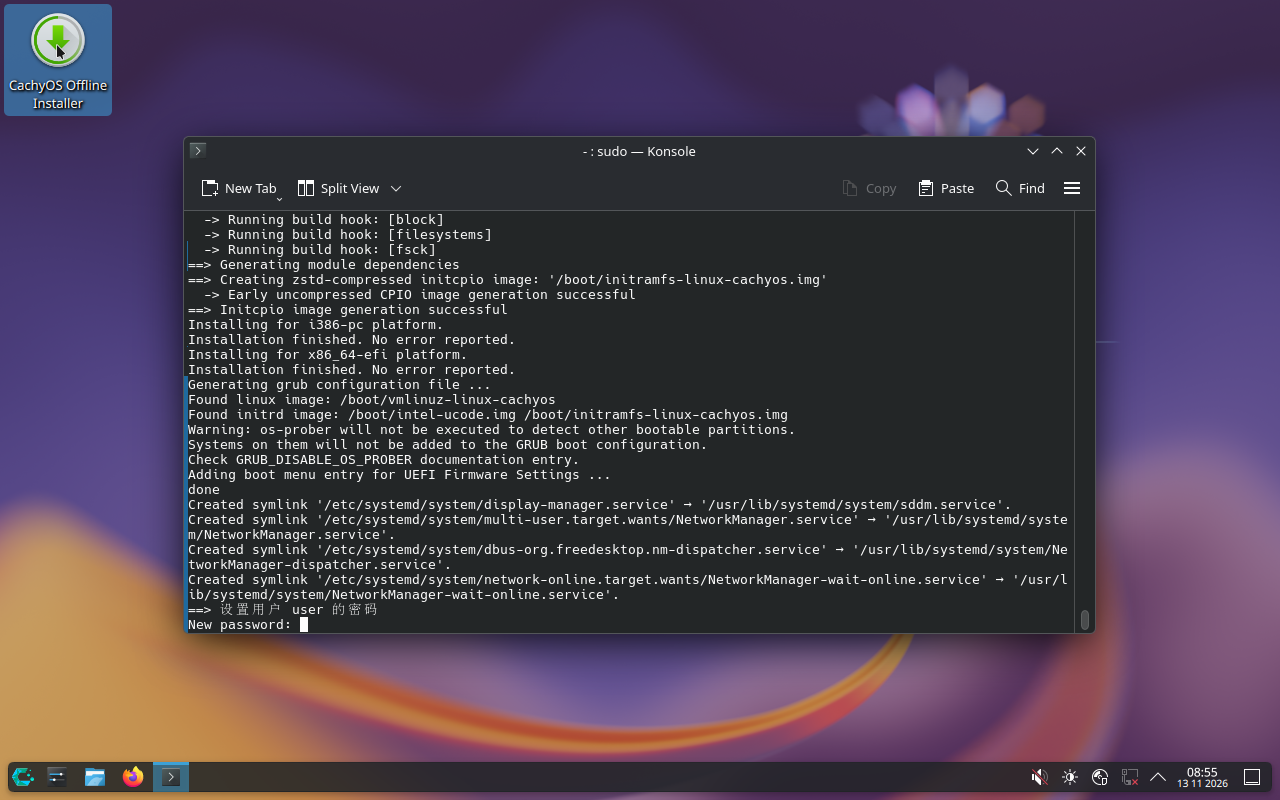 CachyOS Offline
Installer
- : sudo — Konsole
New Tab
Split View
Copy
Paste
Find
-> Running build hook: [block]
-> Running build hook: [filesystems]
-> Running build hook: [fsck]
==> Generating module dependencies
==> Creating zstd-compressed initcpio image: '/boot/initramfs-linux-cachyos.img'
-> Early uncompressed CPIO image generation successful
==> Initcpio image generation successful
Installing for i386-pc platform.
Installation finished. No error reported.
Installing for x86_64-efi platform.
Installation finished. No error reported.
Generating grub configuration file ...
Found linux image: /boot/vmlinuz-linux-cachyos
Found initrd image: /boot/intel-ucode.img /boot/initramfs-linux-cachyos.img
Warning: os-prober will not be executed to detect other bootable partitions.
Systems on them will not be added to the GRUB boot configuration.
Check GRUB_DISABLE_OS_PROBER documentation entry.
Adding boot menu entry for UEFI Firmware Settings ...
done
Created symlink '/etc/systemd/system/display-manager.service' → '/usr/lib/systemd/system/sddm.service'.
Created symlink '/etc/systemd/system/multi-user.target.wants/NetworkManager.service' → '/usr/lib/systemd/syste
m/NetworkManager.service'.
Created symlink '/etc/systemd/system/dbus-org.freedesktop.nm-dispatcher.service' → '/usr/lib/systemd/system/Ne
tworkManager-dispatcher.service'.
Created symlink '/etc/systemd/system/network-online.target.wants/NetworkManager-wait-online.service' → '/usr/l
ib/systemd/system/NetworkManager-wait-online.service'.
==> 设置用户 user 的密码
New password:
08:55
13 11 2026